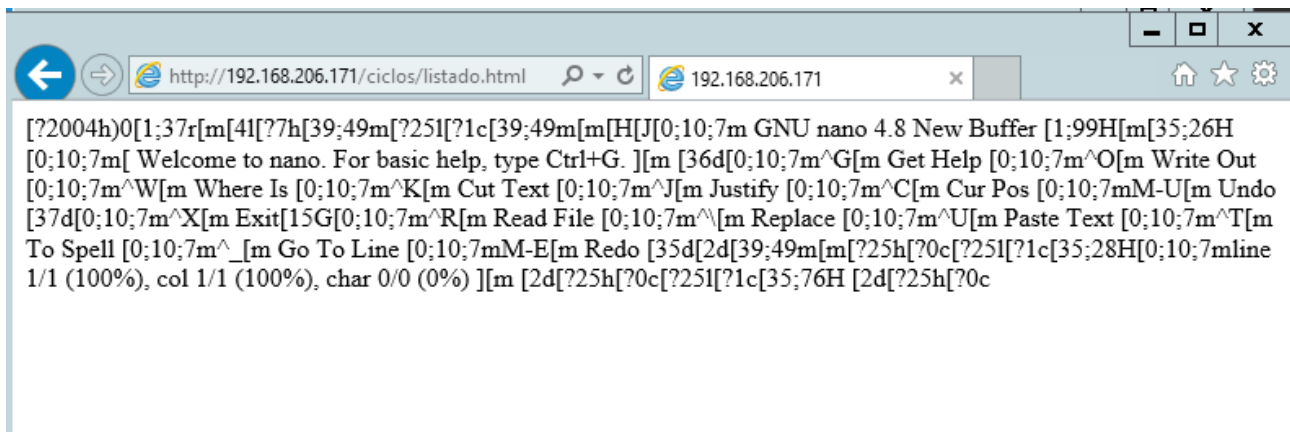 http://192.168.206.171/ciclos/listado.html
192.168.206.171
[?2004h)0[1;37r[m[4l[?7h[39;49m[?25l[?1c[39;49m[m[H[J[0;10;7m GNU nano 4.8 New Buffer [1;99H[m[35;26H
[0;10;7m[ Welcome to nano. For basic help, type Ctrl+G. ][m [36d[0;10;7m^G[m Get Help [0;10;7m^O[m Write Out
[0;10;7m^W[m Where Is [0;10;7m^K[m Cut Text [0;10;7m^J[m Justify [0;10;7m^C[m Cur Pos [0;10;7mM-U[m Undo
[37d[0;10;7m^X[m Exit[15G[0;10;7m^R[m Read File [0;10;7m^\[m Replace [0;10;7m^U[m Paste Text [0;10;7m^T[m
To Spell [0;10;7m^_[m Go To Line [0;10;7mM-E[m Redo [35d[2d[39;49m[m[?25h[?0c[?25l[?1c[35;28H[0;10;7mline
1/1 (100%), col 1/1 (100%), char 0/0 (0%) ][m [2d[?25h[?0c[?25l[?1c[35;76H [2d[?25h[?0c